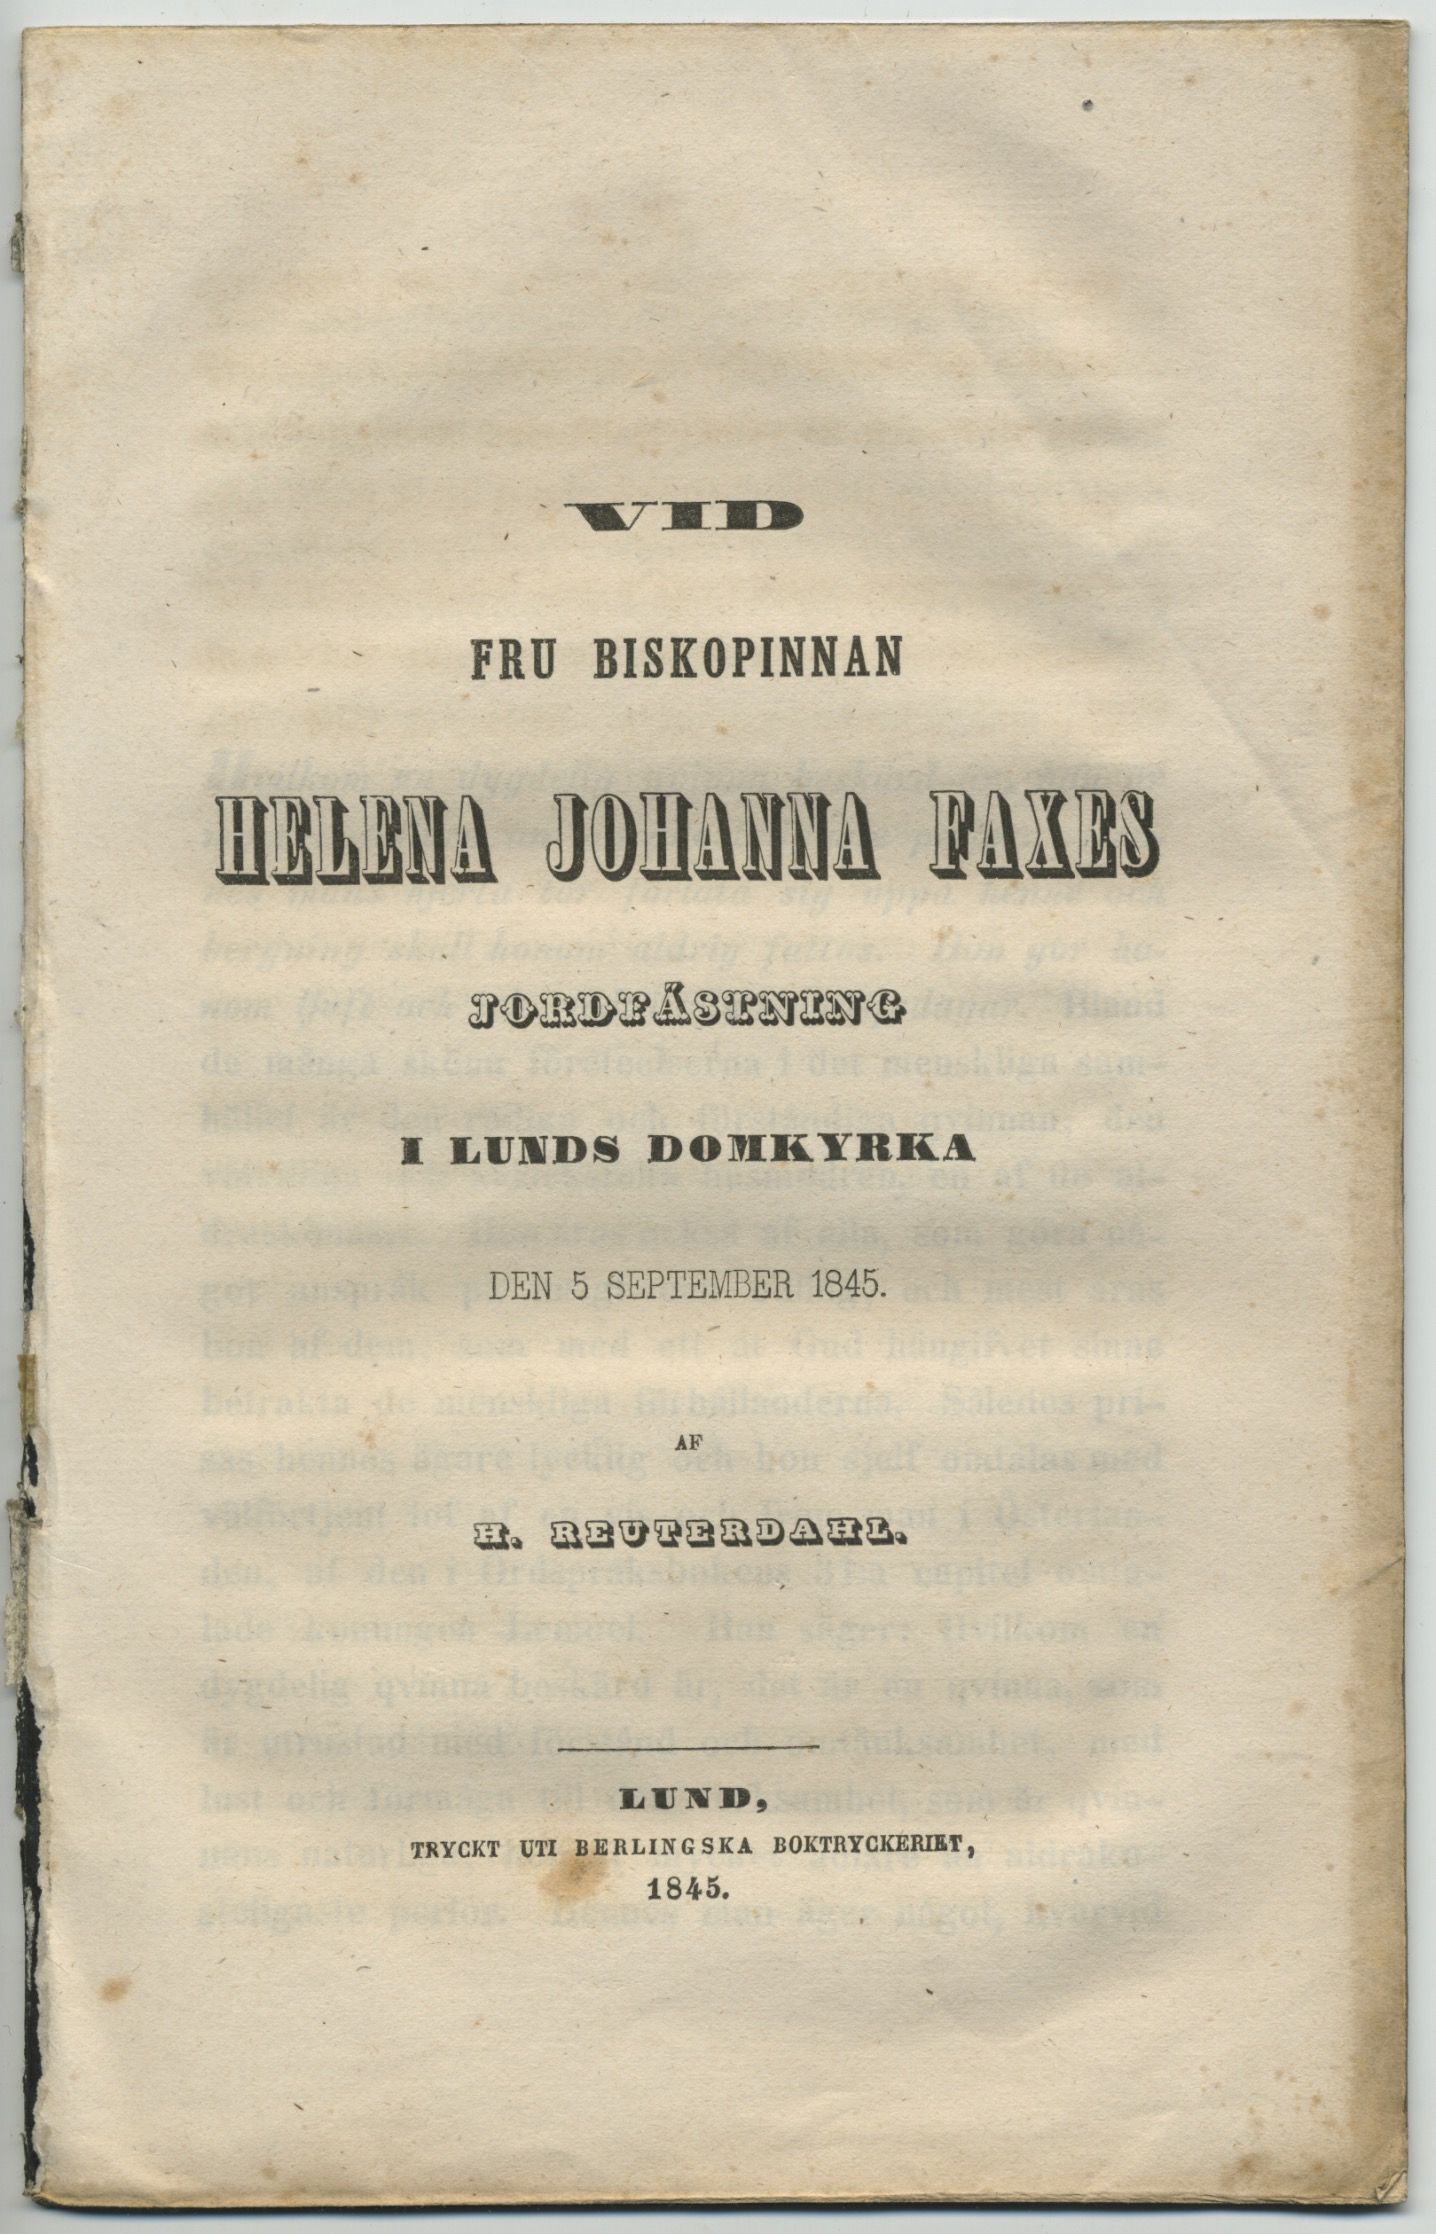 VID
FRU BISKOPINNAN
HELENA JOHANNA FAXES
JORDFÄSTNING
I LUNDS DOMKYRKA
DEN 5 SEPTEMBER 1845.
AF
H. REUTERDAHL.
LUND,
TRYCKT UTI BERLINGSKA BOKTRYCKERIET,
1845.